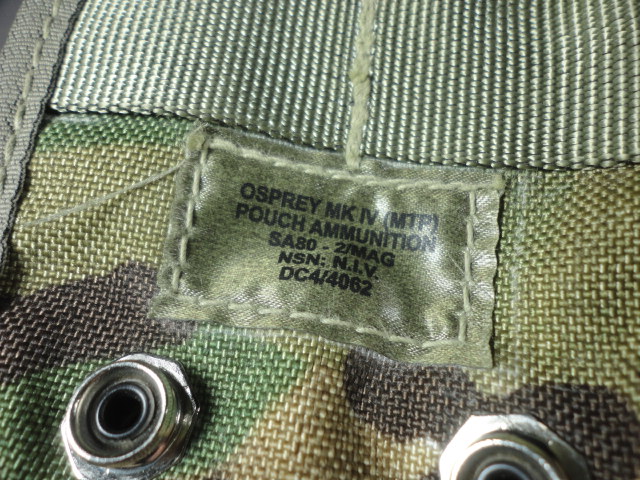 OSPREY MK IV (MTP)
POUCH AMMUNITION
SA80 - 2/MAG
NSN: N.I.V.
DC4/4062